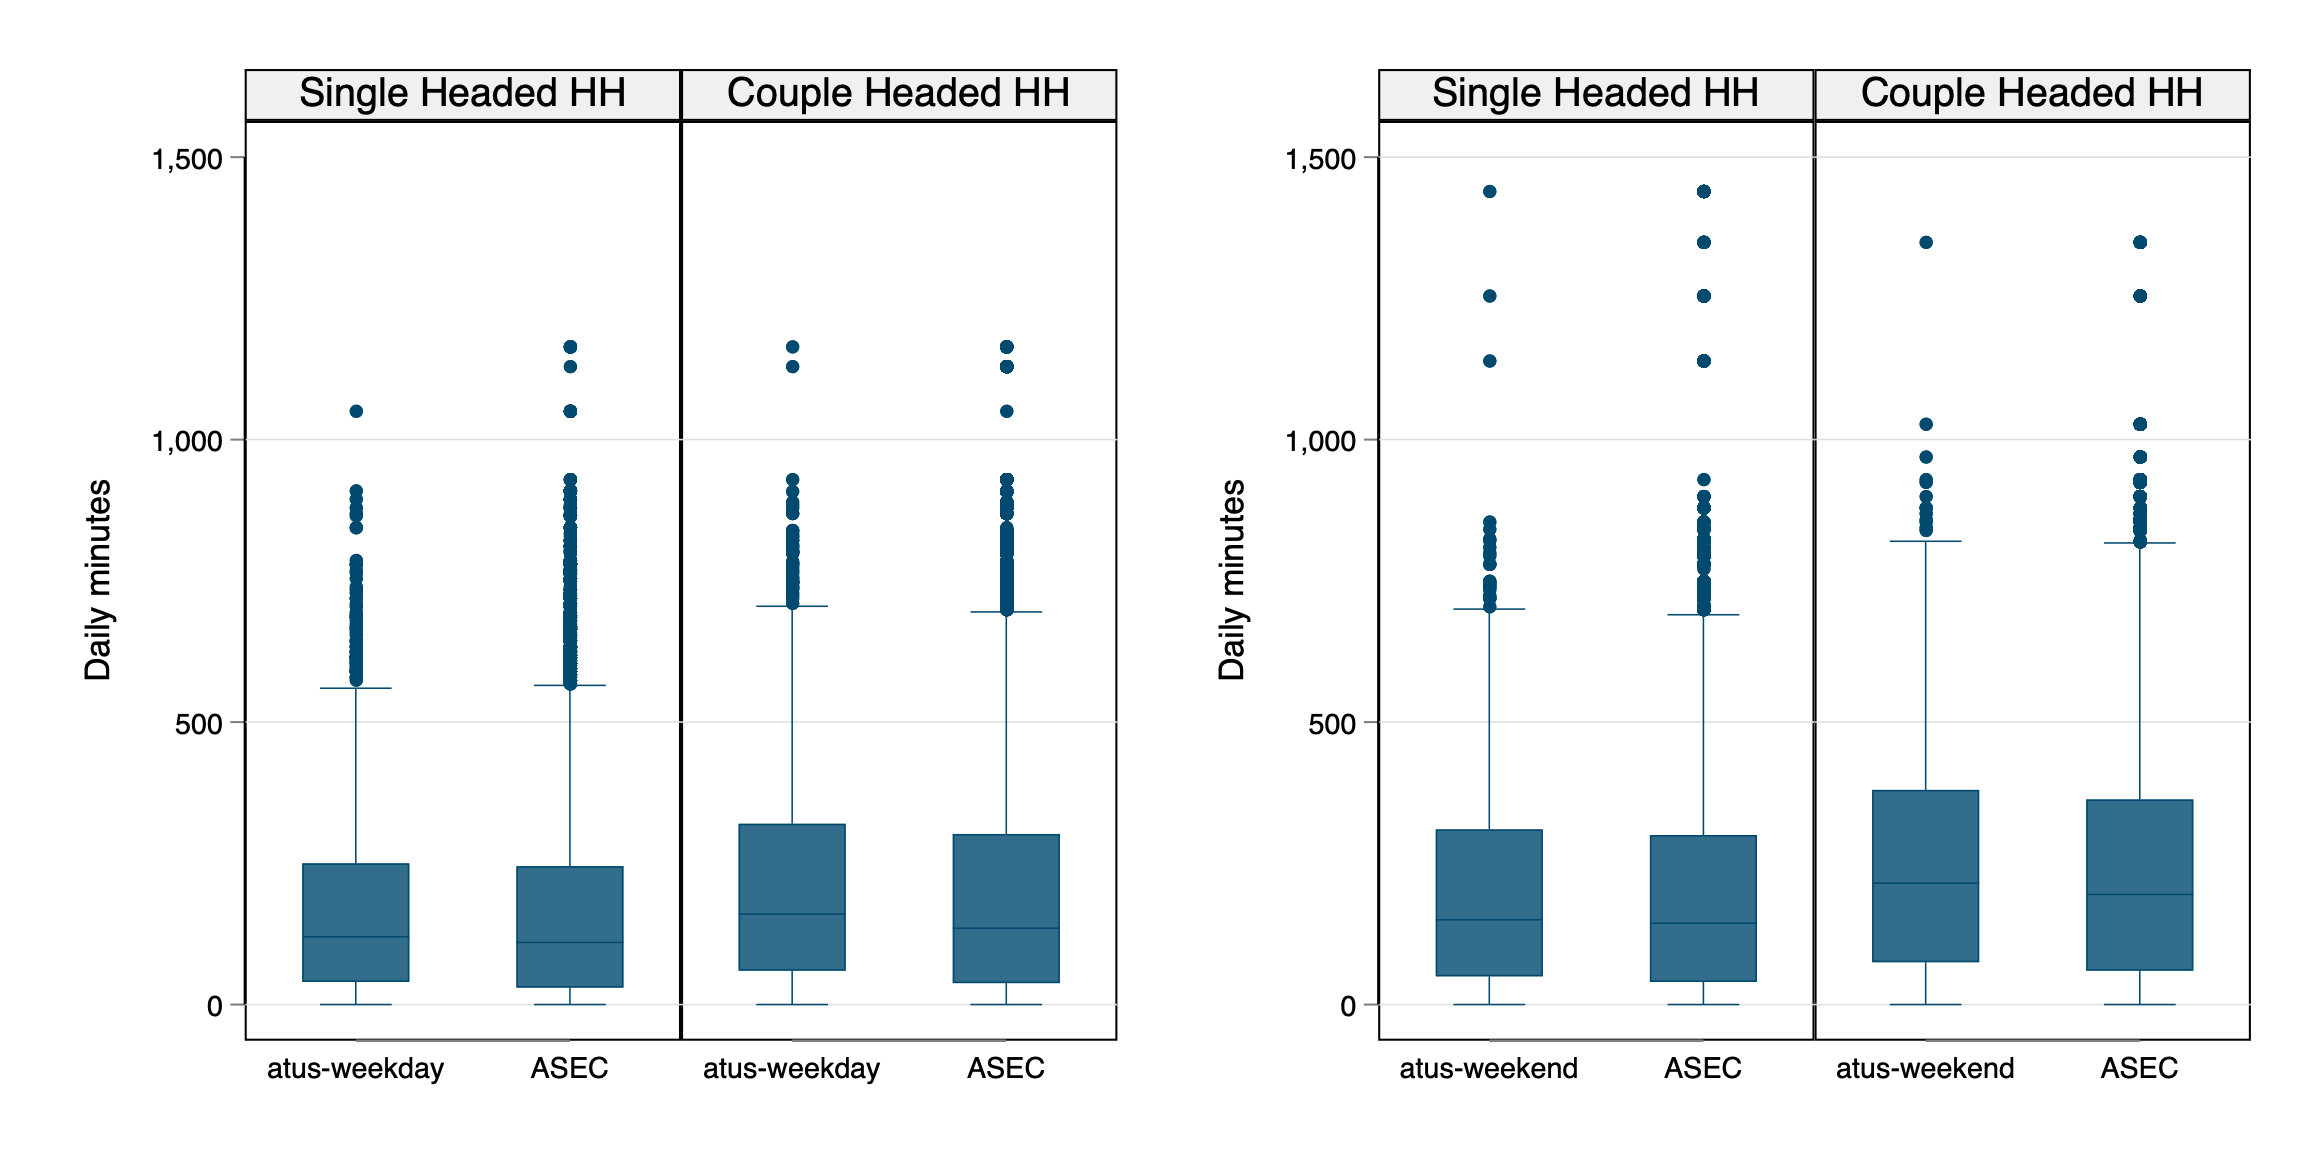 Single Headed HH
Couple Headed HH
1,500
1,000
500
0
Daily minutes
atus-weekday
ASEC
atus-weekday
ASEC
Single Headed HH
Couple Headed HH
1,500
1,000
500
0
Daily minutes
atus-weekend
ASEC
atus-weekend
ASEC